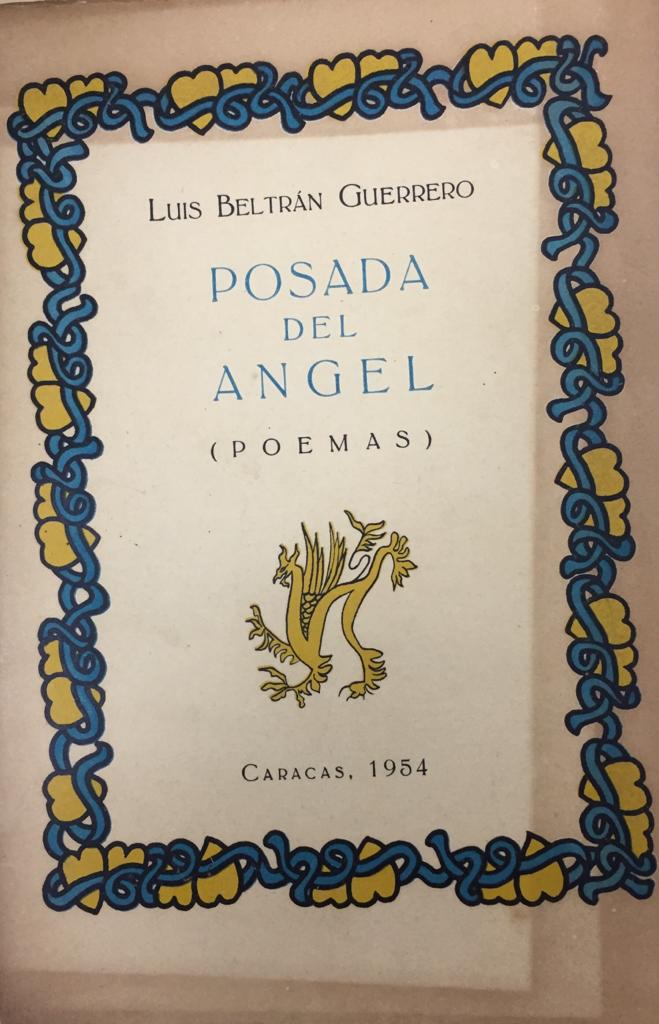 Luis Beltrán Guerrero
POSADA
DEL
ANGEL
(POEMAS)
Caracas, 1954